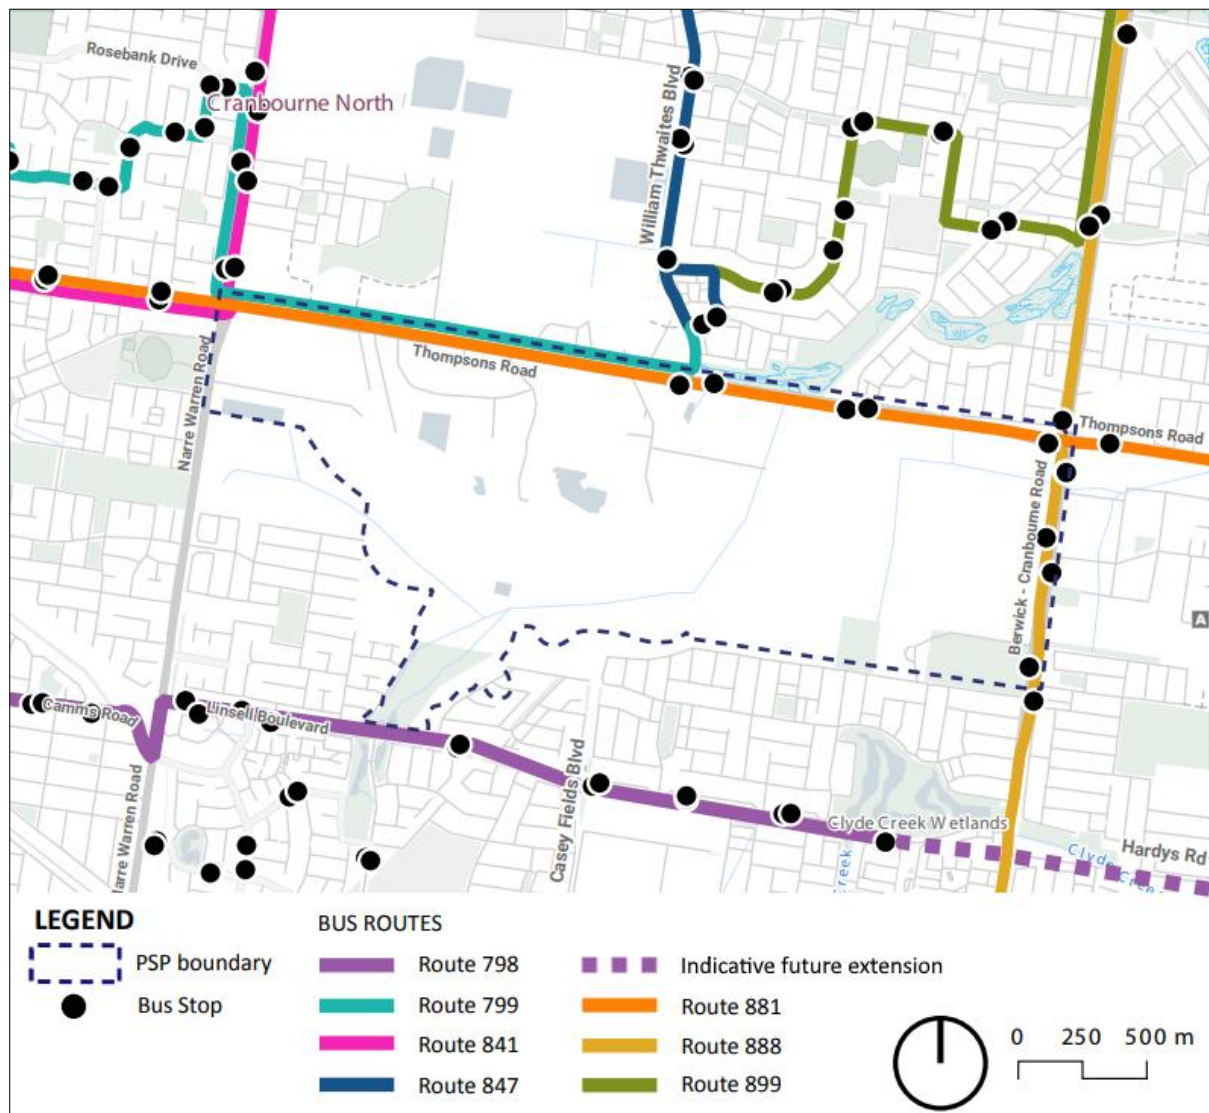 Rosebank Drive
Cranbourne North
William Thwaites Blvd
Thompsons Road
Thompsons Road
Narre Warren Road
Berwick - Cranbourne Road
A
Camms Road
Linsell Boulevard
Narre Warren Road
Casey Fields Blvd
Clyde Creek Wetlands
Creek
Hardys Rd
Clyde Creek
LEGEND
PSP boundary
Bus Stop
BUS ROUTES
Route 798
Route 799
Route 841
Route 847
Indicative future extension
Route 881
Route 888
Route 899
0 250 500 m